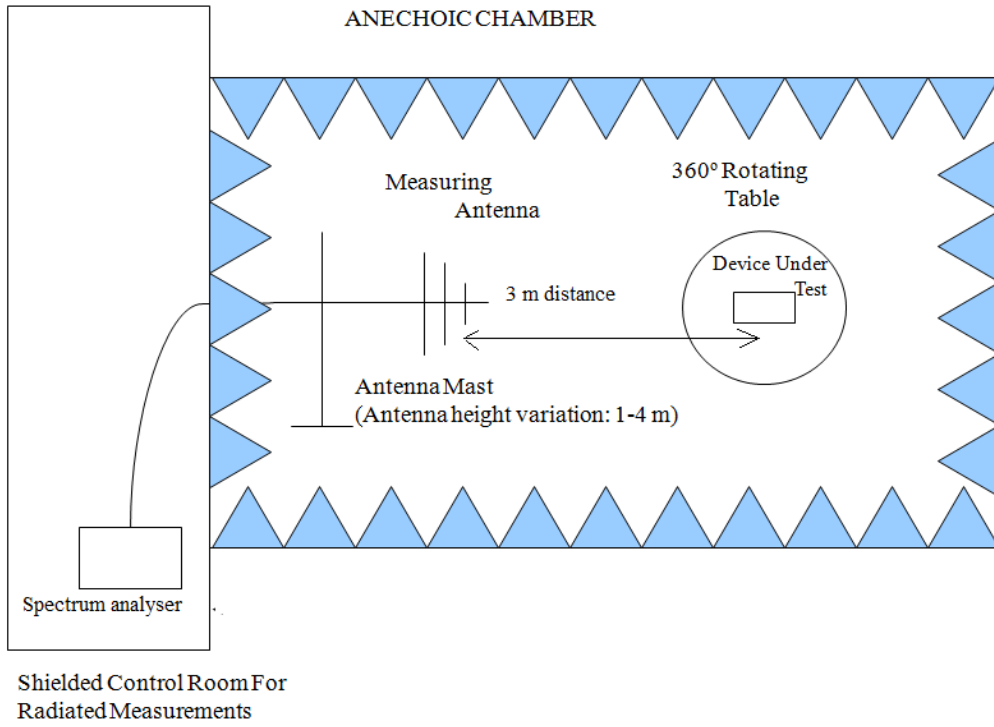 ANECHOIC CHAMBER
360º Rotating
Table
Measuring
Antenna
Device Under
Test
3 m distance
Antenna Mast
(Antenna height variation: 1-4 m)
Spectrum analyser
Shielded Control Room For
Radiated Measurements